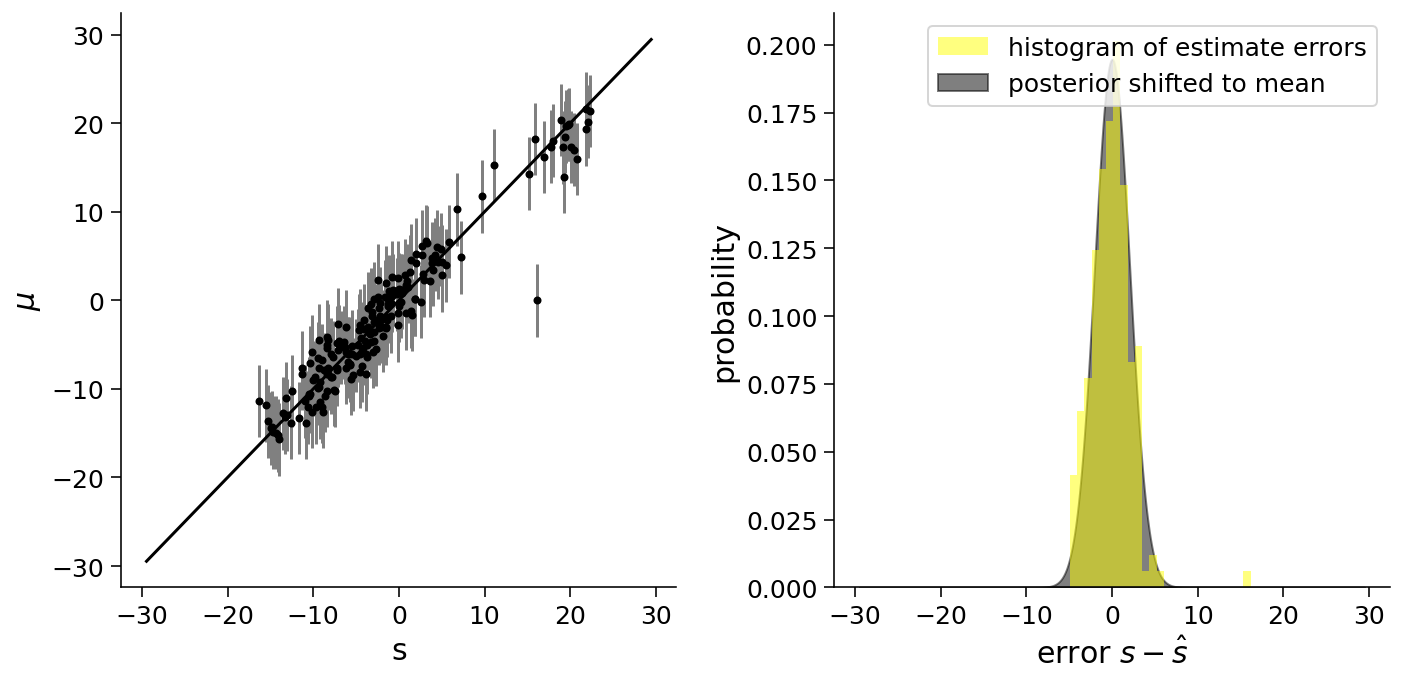 30
20
10
0
−10
−20
−30
μ
−30 −20 −10 0 10 20 30
s
histogram of estimate errors
posterior shifted to mean
0.200
0.175
0.150
0.125
0.100
0.075
0.050
0.025
0.000
probability
−30 −20 −10 0 10 20 30
error s − ŝ